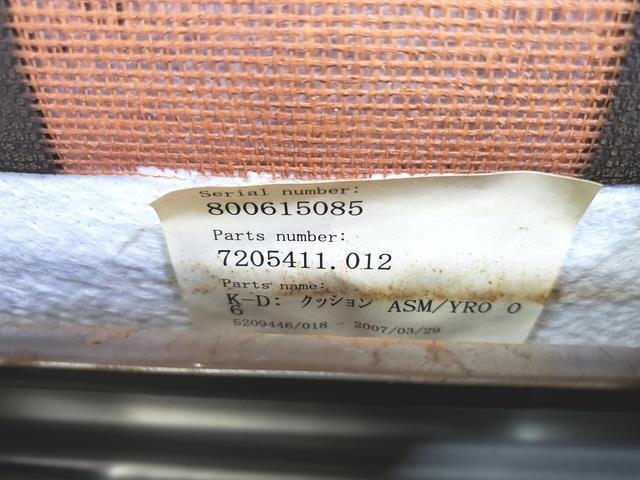 Serial number:
800615085
Parts number:
7205411.012
Parts name:
K-D: クッション ASM/YRO 0
6
5209446/018 - 2007/03/29